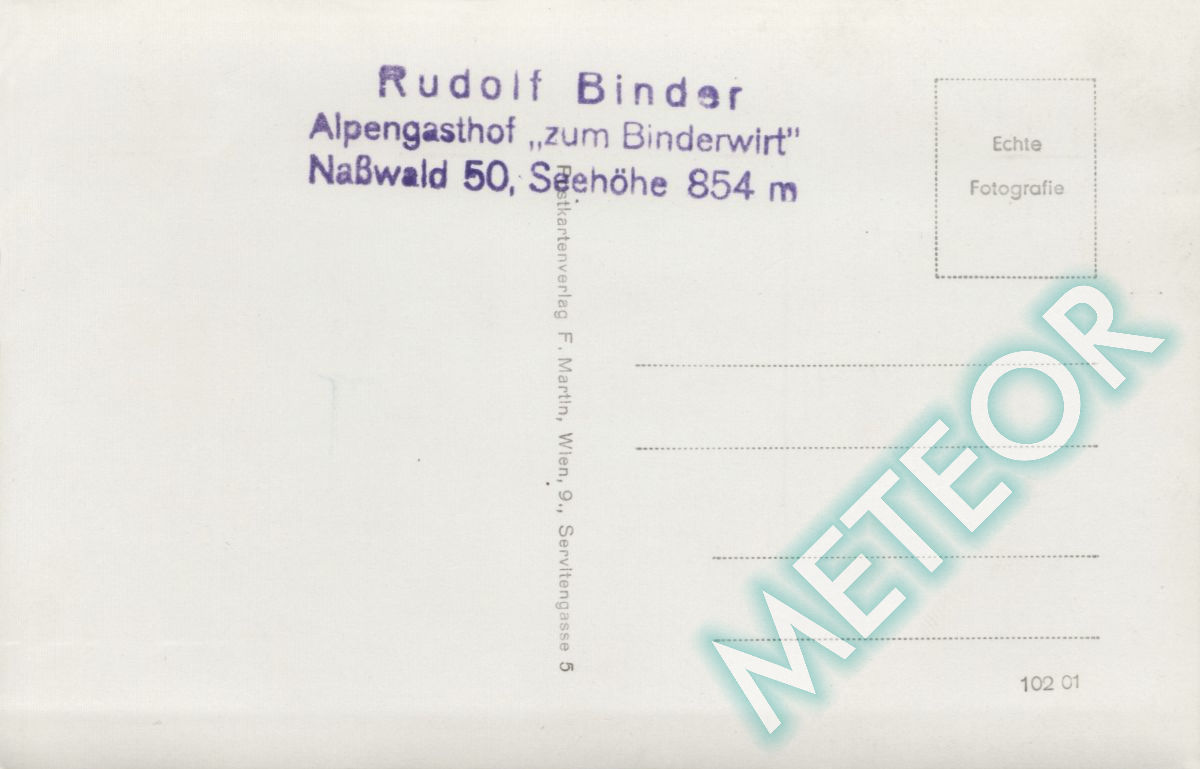 Rudolf Binder
Alpengasthof „zum Binderwirt"
Naßwald 50, Seehöhe 854 m
Echte
Fotografie
Postkartenverlag F. Martin, Wien, 9., Servitengasse 5
METEOR
102 01